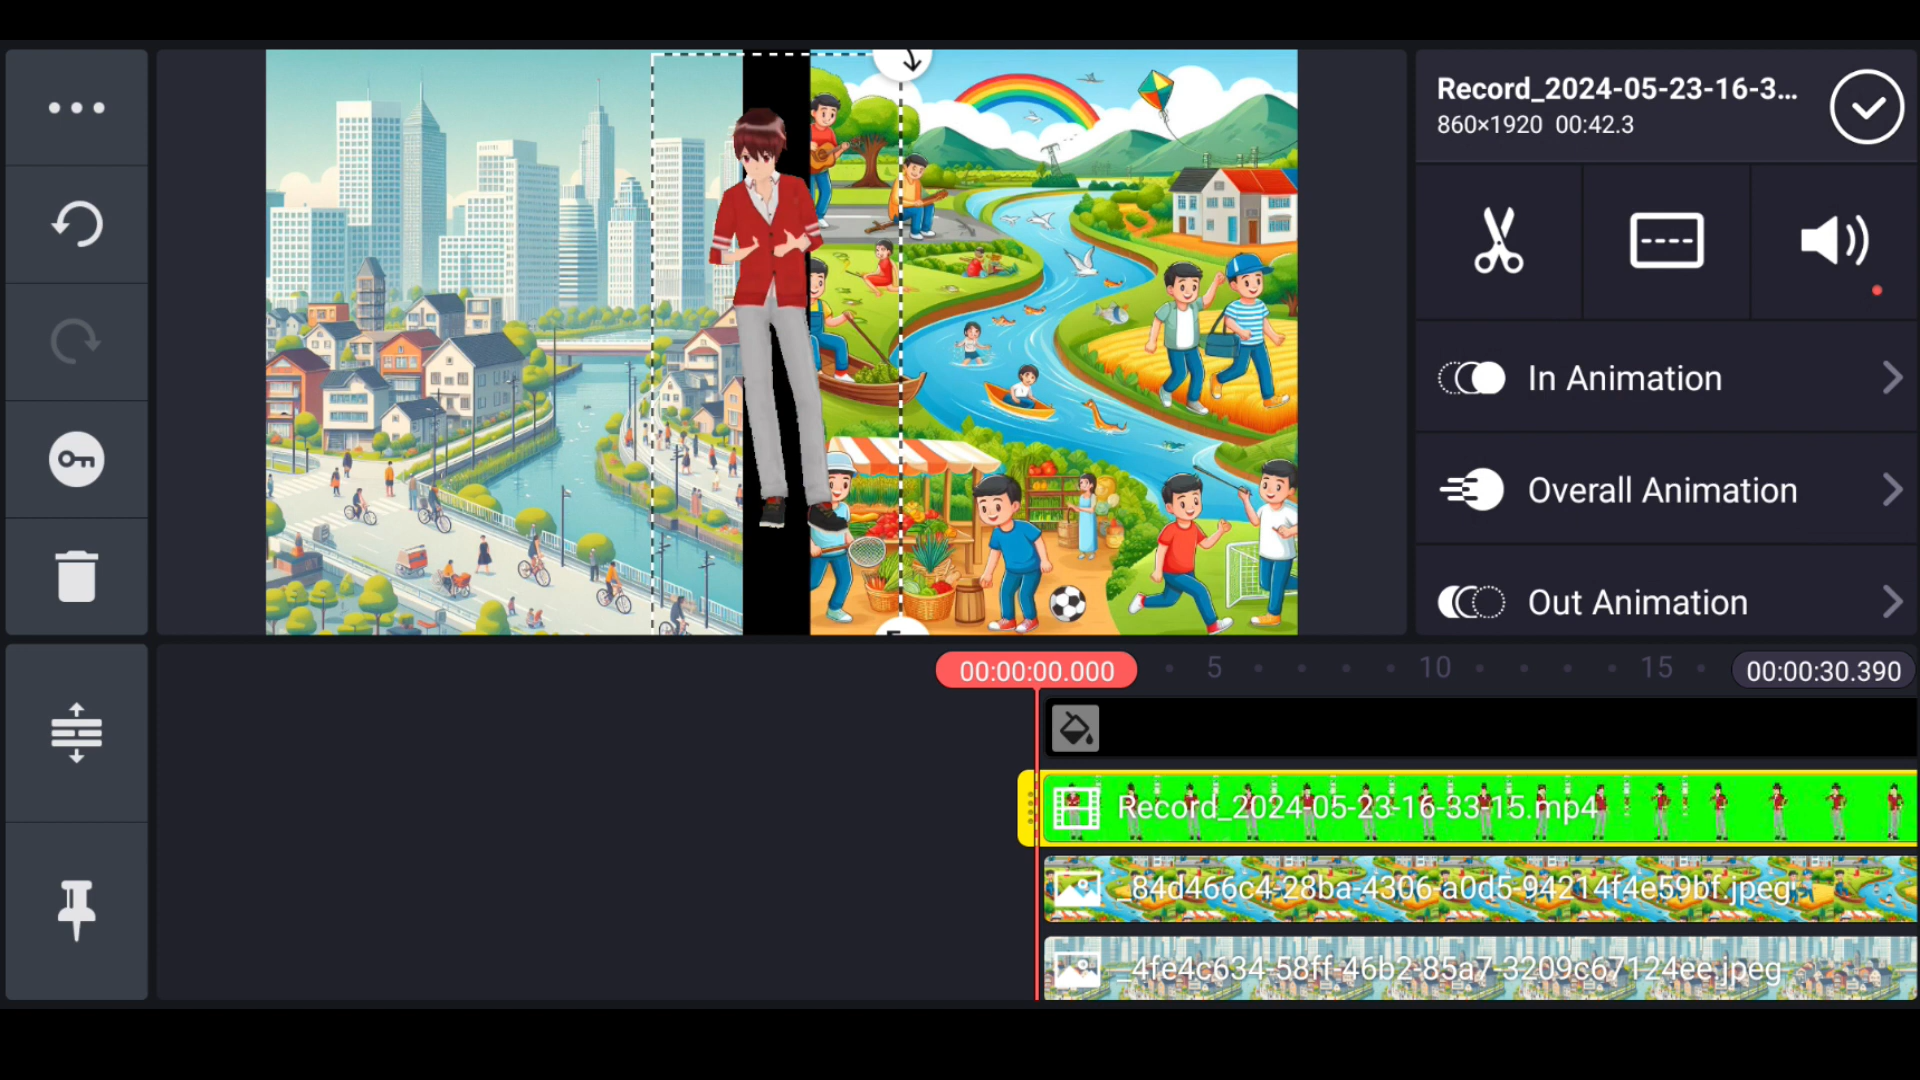 Record_2024-05-23-16-3...
860×1920 00:42.3
In Animation
Overall Animation
Out Animation
00:00:00.000
5
10
15
00:00:30.390
Record_2024-05-23-16-33-15.mp4
_84d466c4-28ba-4306-a0d5-94214f4e59bf.jpeg
_4fe4c634-58ff-46b2-85a7-3209c67124ee.jpeg